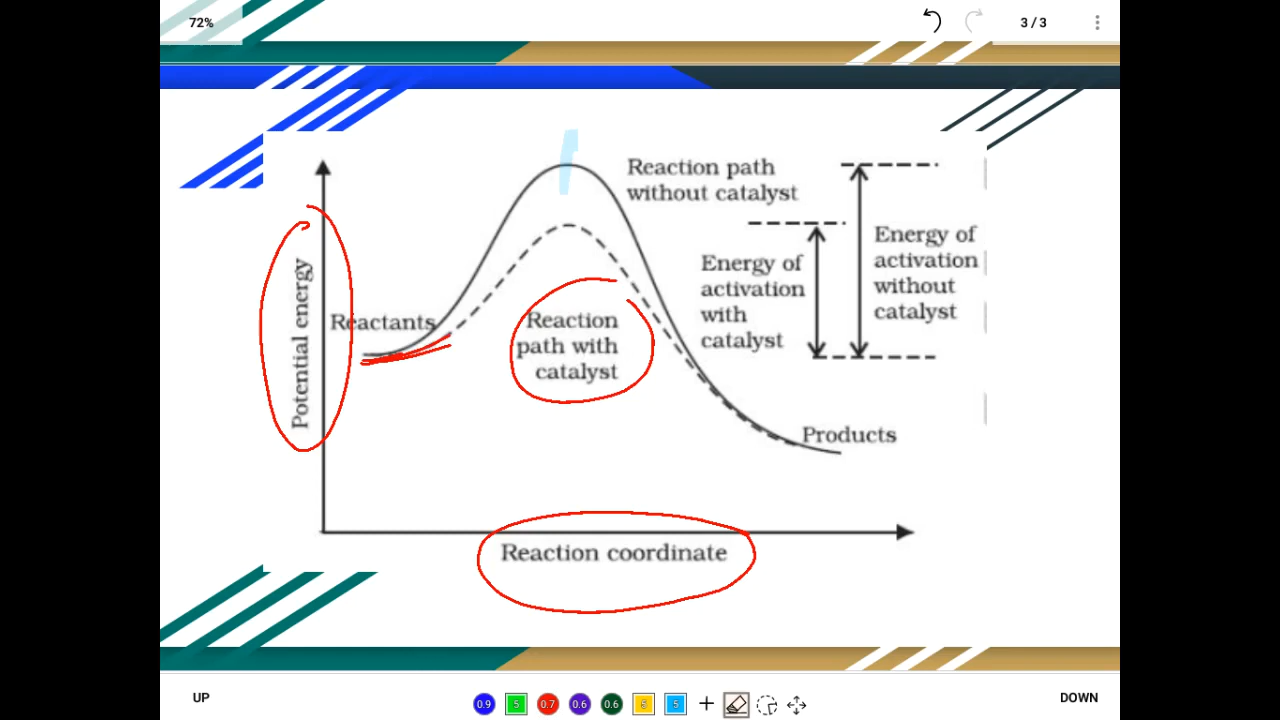 72%
3 / 3
Reaction path
without catalyst
Energy of
activation
without
catalyst
Energy of
activation
with
catalyst
Potential energy
Reactants
Reaction
path with
catalyst
Products
Reaction coordinate
UP
0.9
5
0.7
0.6
0.6
6
5
DOWN